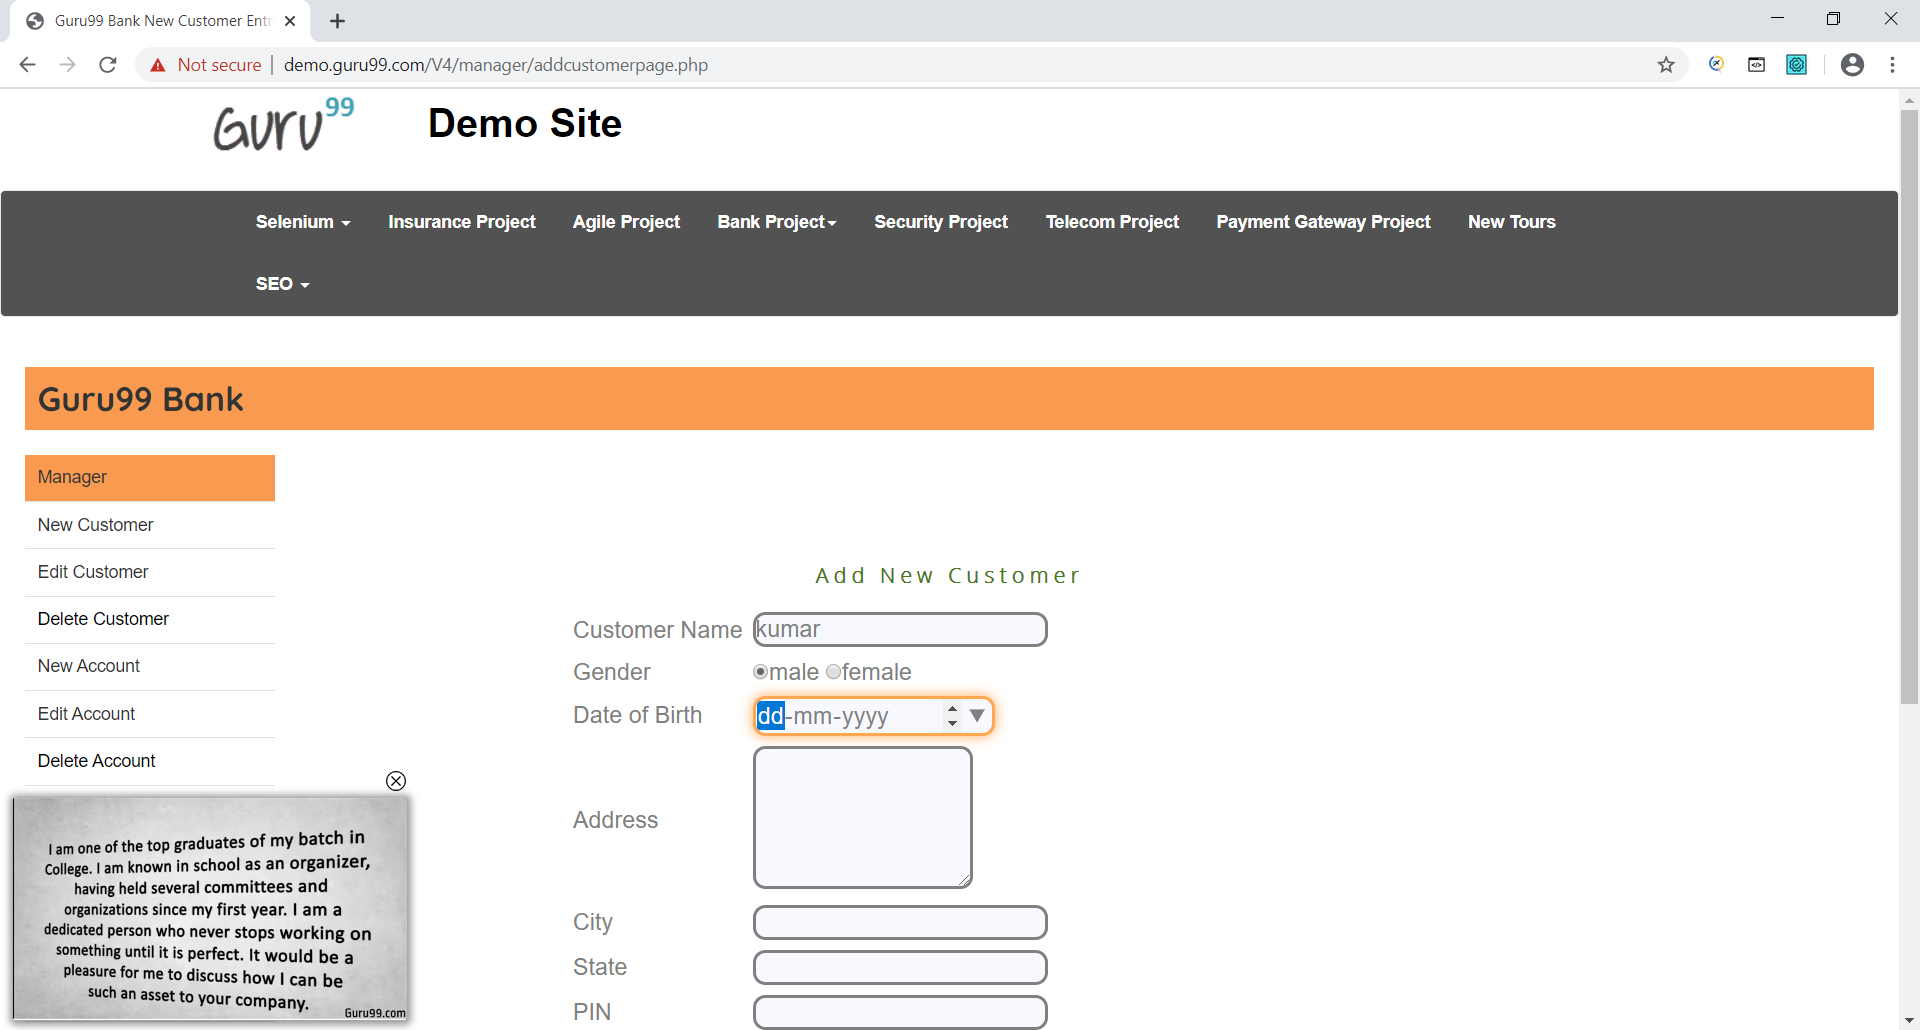 Guru99 Bank New Customer Entr
Not secure | demo.guru99.com/V4/manager/addcustomerpage.php
Guru99 Demo Site
Selenium Insurance Project Agile Project Bank Project Security Project Telecom Project Payment Gateway Project New Tours
SEO
Guru99 Bank
Manager
New Customer
Edit Customer
Delete Customer
New Account
Edit Account
Delete Account
Add New Customer
Customer Name kumar
Gender male female
Date of Birth dd-mm-yyyy
Address
City
State
PIN
I am one of the top graduates of my batch in
College. I am known in school as an organizer,
having held several committees and
organizations since my first year. I am a
dedicated person who never stops working on
something until it is perfect. It would be a
pleasure for me to discuss how I can be
such an asset to your company.
Guru99.com